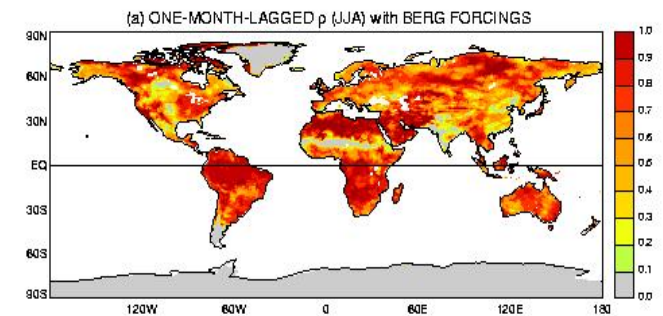 (a) ONE-MONTH-LAGGED ρ (JJA) with BERG FORCINGS
90N
60N
30N
EQ
30S
60S
90S
120W 60W 0 60E 120E 180
1.0
0.9
0.8
0.7
0.6
0.5
0.4
0.3
0.2
0.1
0.0